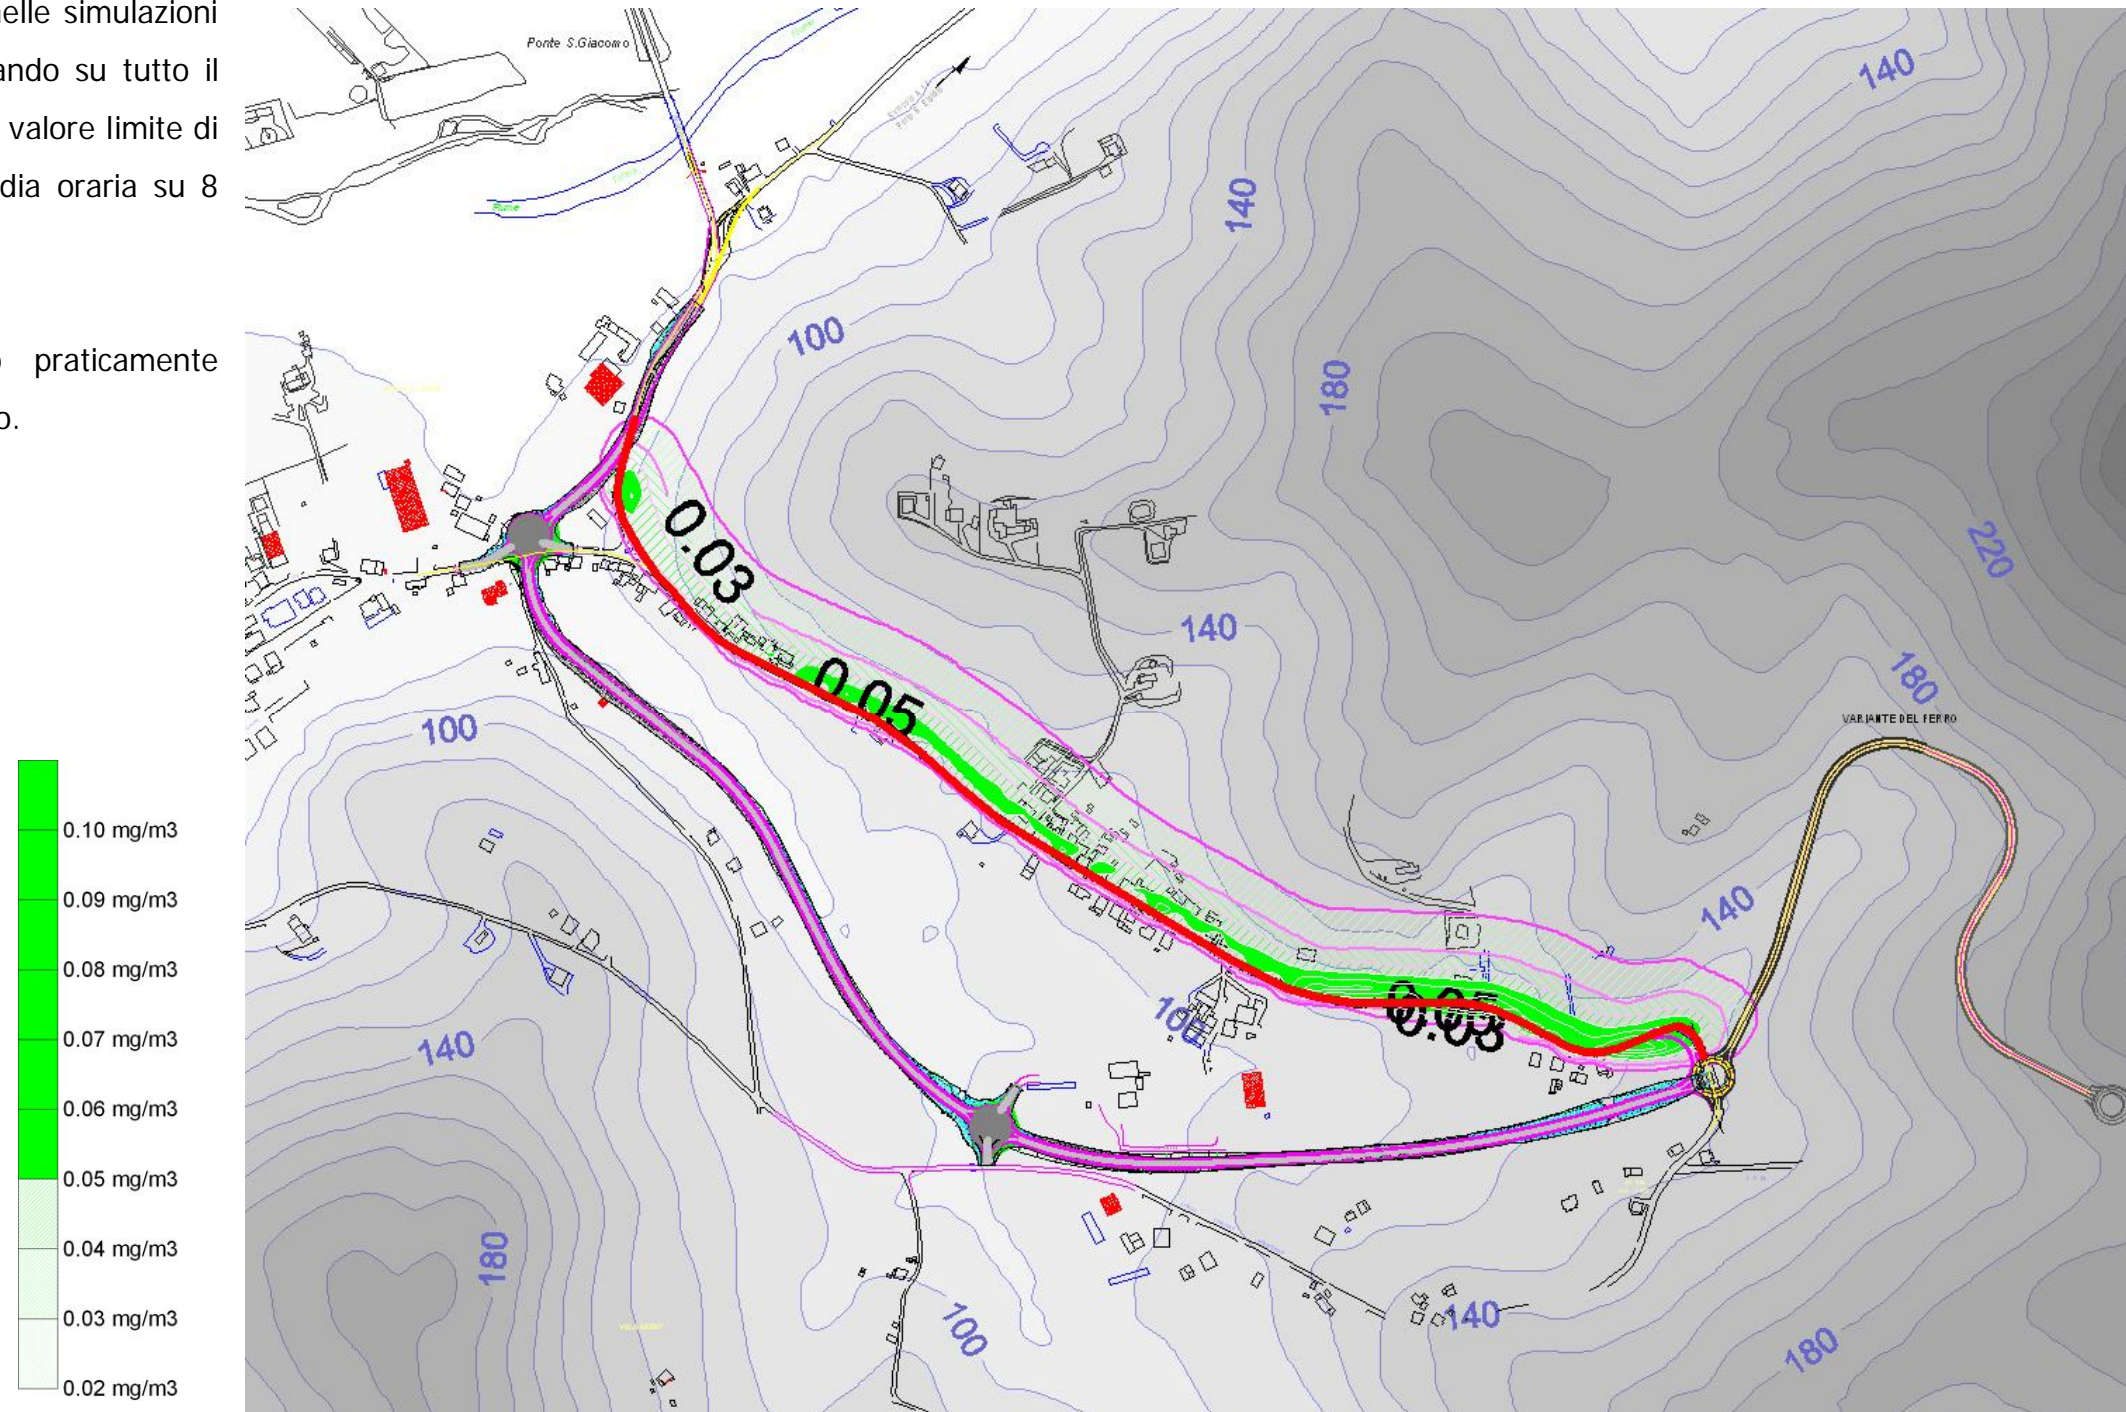 nelle simulazioni
ando su tutto il
valore limite di
dia oraria su 8
praticamente
o.
0.10 mg/m3
0.09 mg/m3
0.08 mg/m3
0.07 mg/m3
0.06 mg/m3
0.05 mg/m3
0.04 mg/m3
0.03 mg/m3
0.02 mg/m3
Ponte S.Giacomo
Fiume
140
140
100
180
0.03
220
140
0.05
180
VARIANTE DEL FERRO
100
140
100
0.05
0.03
140
180
100
140
180